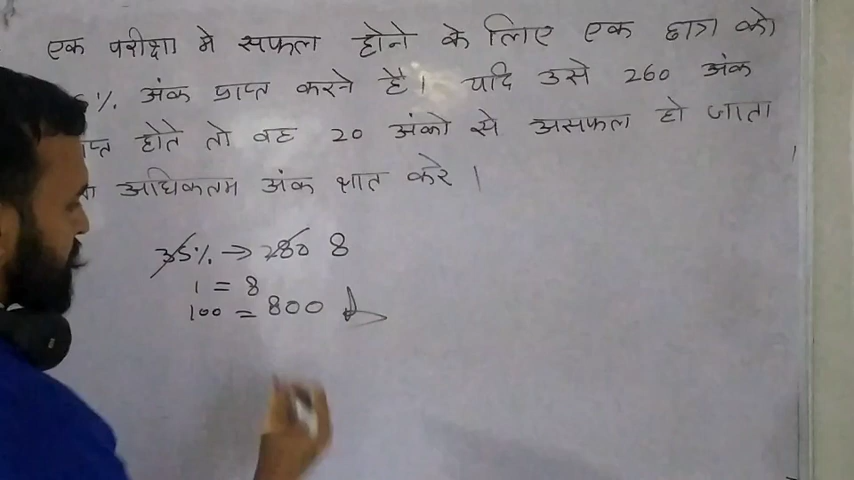 एक परीक्षा मे सफल होने के लिए एक छात्र को
% अंक प्राप्त करने है। यदि उसे 260 अंक
होते तो वह 20 अंको से असफल हो जाता
अधिकतम अंक ज्ञात करे।
35% → 280 8
1 = 8
100 = 800